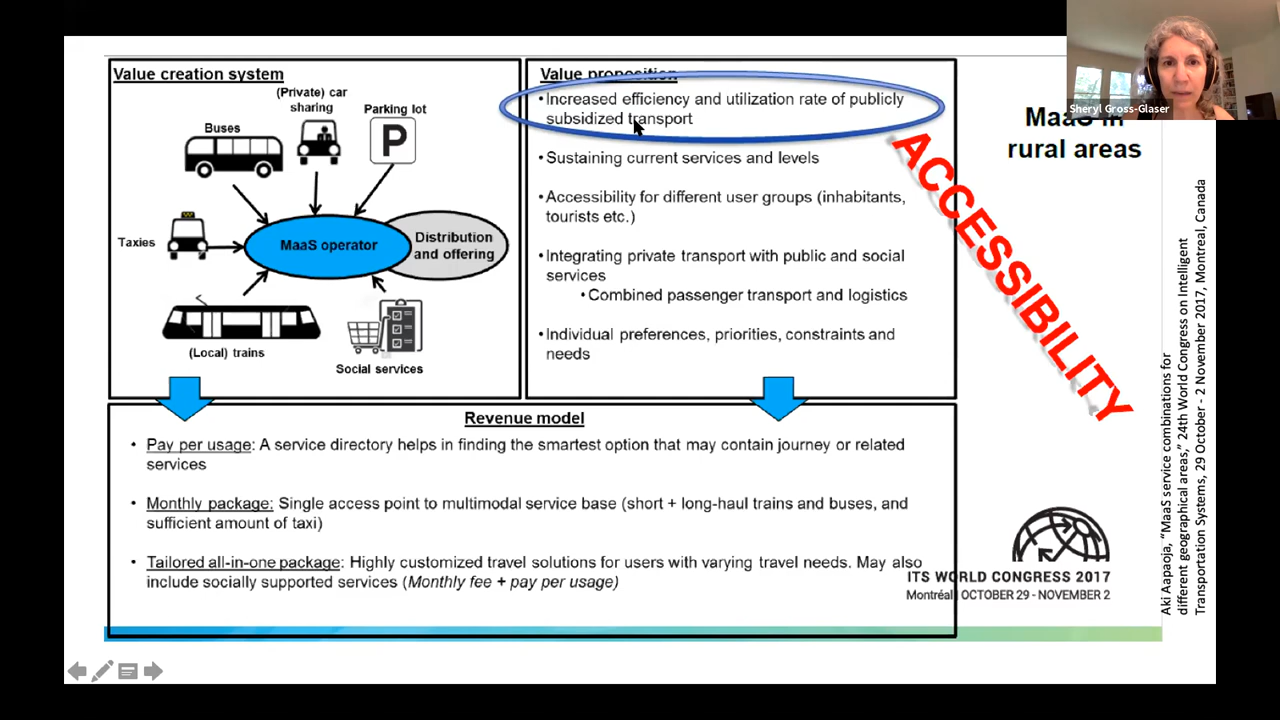 Value creation system
(Private) car
sharing
Parking lot
P
Buses
Taxies
MaaS operator
Distribution
and offering
(Local) trains
Social services
Value proposition
•Increased efficiency and utilization rate of publicly
subsidized transport
•Sustaining current services and levels
•Accessibility for different user groups (inhabitants,
tourists etc.)
•Integrating private transport with public and social
services
•Combined passenger transport and logistics
•Individual preferences, priorities, constraints and
needs
ACCESSIBILITY
Sheryl Gross-Glaser
MaaS in
rural areas
Revenue model
• Pay per usage: A service directory helps in finding the smartest option that may contain journey or related
services
• Monthly package: Single access point to multimodal service base (short + long-haul trains and buses, and
sufficient amount of taxi)
• Tailored all-in-one package: Highly customized travel solutions for users with varying travel needs. May also
include socially supported services (Monthly fee + pay per usage)
ITS WORLD CONGRESS 2017
Montréal OCTOBER 29 - NOVEMBER 2
Aki Aapaoja, “MaaS service combinations for
different geographical areas,” 24th World Congress on Intelligent
Transportation Systems, 29 October - 2 November 2017, Montreal, Canada